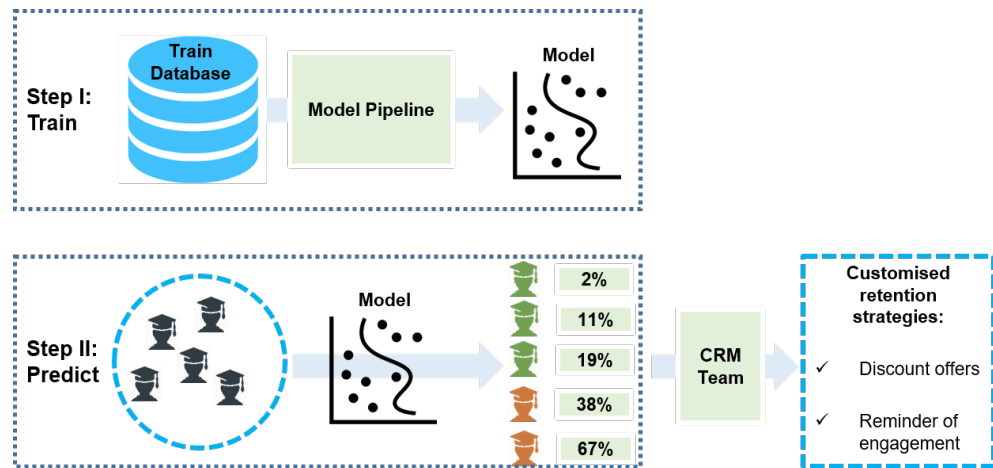 Train
Database
Model
Step I:
Train
Model Pipeline
Step II:
Predict
Model
2%
11%
19%
38%
67%
CRM
Team
Customised
retention
strategies:
✓ Discount offers
✓ Reminder of
engagement